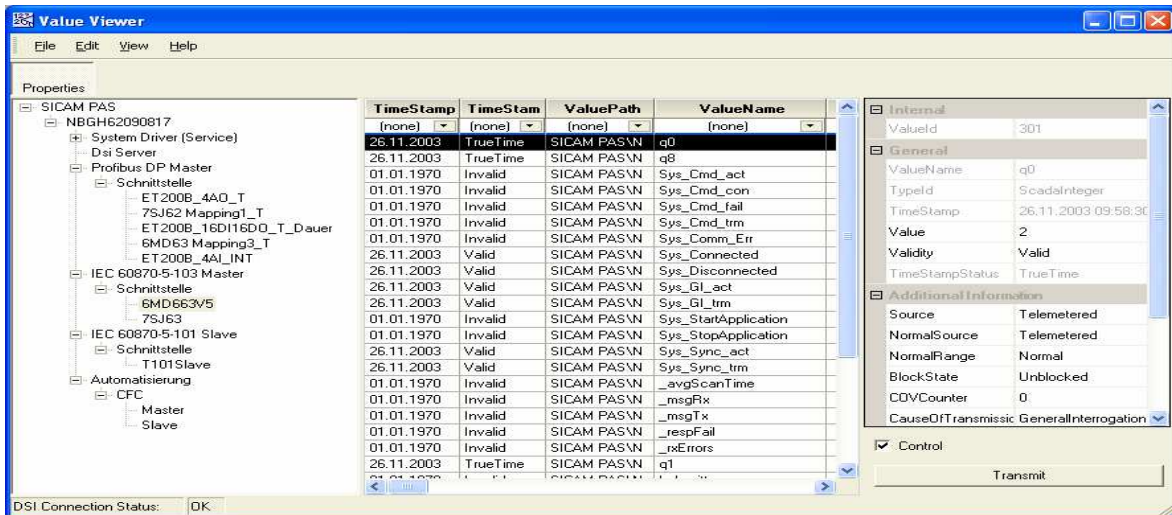 Value Viewer
File Edit View Help
Properties
SICAM PAS
NBGH62090817
System Driver (Service)
Dsi Server
Profibus DP Master
Schnittstelle
ET200B_4AO_T
7SJ62 Mapping1_T
ET200B_16DI16DO_T_Dauer
6MD63 Mapping3_T
ET200B_4AI_INT
IEC 60870-5-103 Master
Schnittstelle
6MD663V5
7SJ63
IEC 60870-5-101 Slave
Schnittstelle
T101Slave
Automatisierung
CFC
Master
Slave
TimeStamp TimeStam ValuePath ValueName
(none) (none) (none) (none)
26.11.2003 TrueTime SICAM PAS\N q0
26.11.2003 TrueTime SICAM PAS\N q8
01.01.1970 Invalid SICAM PAS\N Sys_Cmd_act
01.01.1970 Invalid SICAM PAS\N Sys_Cmd_con
01.01.1970 Invalid SICAM PAS\N Sys_Cmd_fail
01.01.1970 Invalid SICAM PAS\N Sys_Cmd_trm
01.01.1970 Invalid SICAM PAS\N Sys_Comm_Err
26.11.2003 Valid SICAM PAS\N Sys_Connected
26.11.2003 Valid SICAM PAS\N Sys_Disconnected
26.11.2003 Valid SICAM PAS\N Sys_GI_act
26.11.2003 Valid SICAM PAS\N Sys_GI_trm
01.01.1970 Invalid SICAM PAS\N Sys_StartApplication
01.01.1970 Invalid SICAM PAS\N Sys_StopApplication
26.11.2003 Valid SICAM PAS\N Sys_Sync_act
26.11.2003 Valid SICAM PAS\N Sys_Sync_trm
01.01.1970 Invalid SICAM PAS\N _avgScanTime
01.01.1970 Invalid SICAM PAS\N _msgRx
01.01.1970 Invalid SICAM PAS\N _msgTx
01.01.1970 Invalid SICAM PAS\N _respFail
01.01.1970 Invalid SICAM PAS\N _rxErrors
26.11.2003 TrueTime SICAM PAS\N q1
Internal
ValueId 301
General
ValueName q0
TypeId ScadaInteger
TimeStamp 26.11.2003 09:58:30
Value 2
Validity Valid
TimeStampStatus TrueTime
Additional Information
Source Telemetered
NormalSource Telemetered
NormalRange Normal
BlockState Unblocked
COVCounter 0
CauseOfTransmissic GeneralInterrogation
Control
Transmit
DSI Connection Status: OK